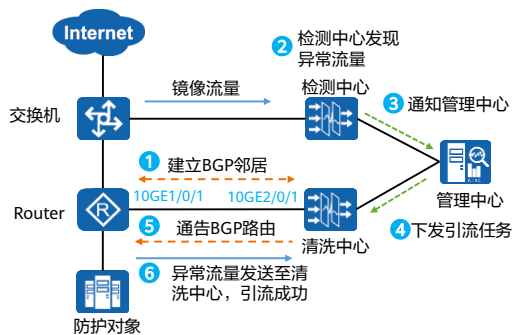 Internet
2 检测中心发现
异常流量
镜像流量
检测中心
交换机
3 通知管理中心
1 建立BGP邻居
10GE1/0/1
10GE2/0/1
管理中心
Router
R
5 通告BGP路由
清洗中心
4 下发引流任务
6 异常流量发送至清
洗中心，引流成功
防护对象